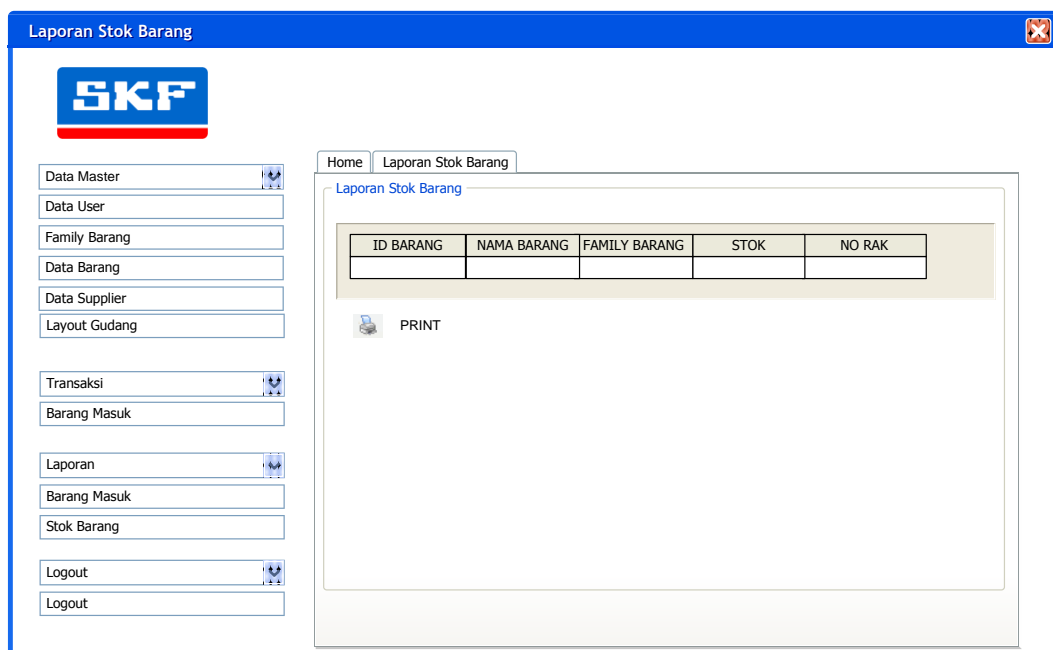 Laporan Stok Barang
SKF
Data Master
Data User
Family Barang
Data Barang
Data Supplier
Layout Gudang
Transaksi
Barang Masuk
Laporan
Barang Masuk
Stok Barang
Logout
Logout
Home Laporan Stok Barang
Laporan Stok Barang
ID BARANG NAMA BARANG FAMILY BARANG STOK NO RAK
PRINT